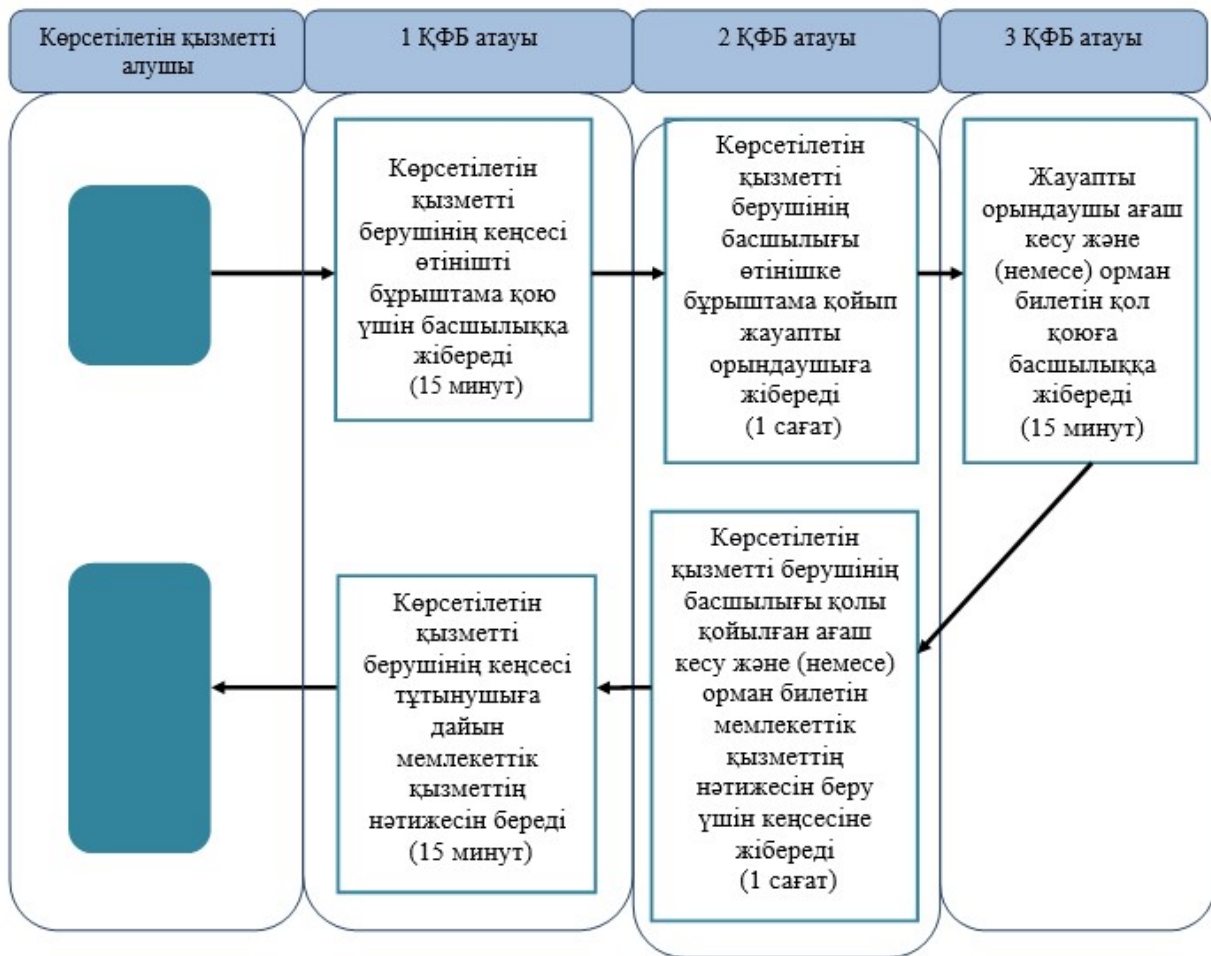 Көрсетілетін қызметті
алушы
1 ҚФБ атауы
2 ҚФБ атауы
3 ҚФБ атауы
Көрсетілетін
қызметті
берушінің кеңсесі
өтінішті
бұрыштама қою
үшін басшылыққа
жібереді
(15 минут)
Көрсетілетін
қызметті
берушінің
басшылығы
өтінішке
бұрыштама қойып
жауапты
орындаушыға
жібереді
(1 сағат)
Жауапты
орындаушы ағаш
кесу және
(немесе) орман
билетін қол
қоюға
басшылыққа
жібереді
(15 минут)
Көрсетілетін
қызметті берушінің
басшылығы қолы
қойылған ағаш
кесу және (немесе)
орман билетін
мемлекеттік
қызметтің
нәтижесін беру
үшін кеңсесіне
жібереді
(1 сағат)
Көрсетілетін
қызметті
берушінің кеңсесі
тұтынушыға
дайын
мемлекеттік
қызметтің
нәтижесін береді
(15 минут)